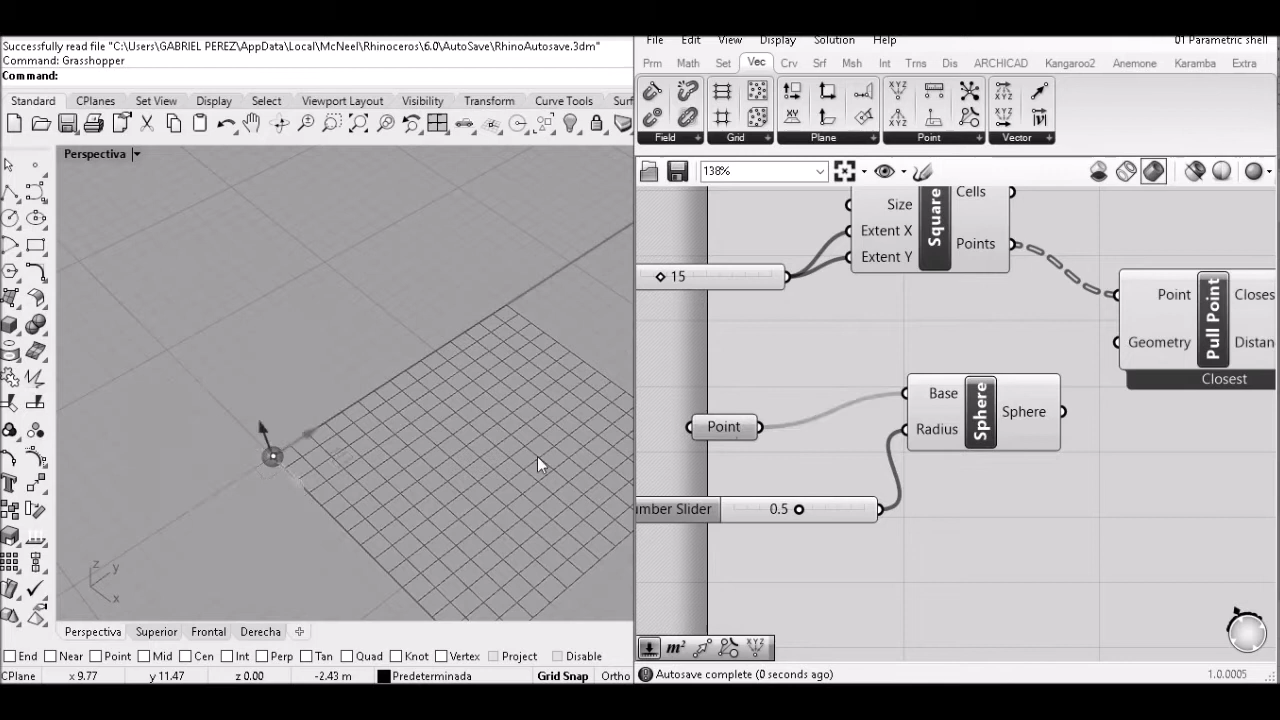 Successfully read file "C:\Users\GABRIEL PEREZ\AppData\Local\McNeel\Rhinoceros\6.0\AutoSave\RhinoAutosave.3dm"
Command: Grasshopper
Command:
Standard CPlanes Set View Display Select Viewport Layout Visibility Transform Curve Tools Surf
Perspectiva
z
y
x
Perspectiva Superior Frontal Derecha
End Near Point Mid Cen Int Perp Tan Quad Knot Vertex Project Disable
CPlane x 9.77 y 11.47 z 0.00 -2.43 m Predeterminada Grid Snap Ortho
File Edit View Display Solution Help 01 Parametric shell
Prm Math Set Vec Crv Srf Msh Int Trns Dis ARCHICAD Kangaroo2 Anemone Karamba Extra
Field Grid Plane Point Vector
138%
Size
Extent X
Extent Y
Square
Cells
Points
15
Point
Geometry
Pull Point
Closes
Distan
Closest
Point
Base
Radius
Sphere
Sphere
umber Slider 0.5
Autosave complete (0 seconds ago) 1.0.0005